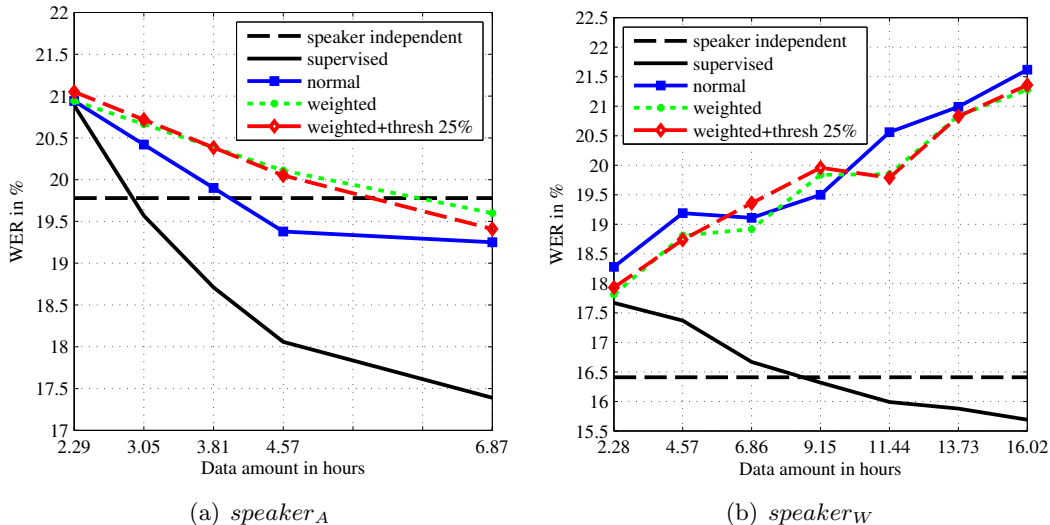 22
21.5
21
20.5
20
19.5
19
18.5
18
17.5
17
WER in %
speaker independent
supervised
normal
weighted
weighted+thresh 25%
2.29 3.05 3.81 4.57 6.87
Data amount in hours
(a) speaker_A
22.5
22
21.5
21
20.5
20
19.5
19
18.5
18
17.5
17
16.5
16
15.5
WER in %
speaker independent
supervised
normal
weighted
weighted+thresh 25%
2.28 4.57 6.86 9.15 11.44 13.73 16.02
Data amount in hours
(b) speaker_W